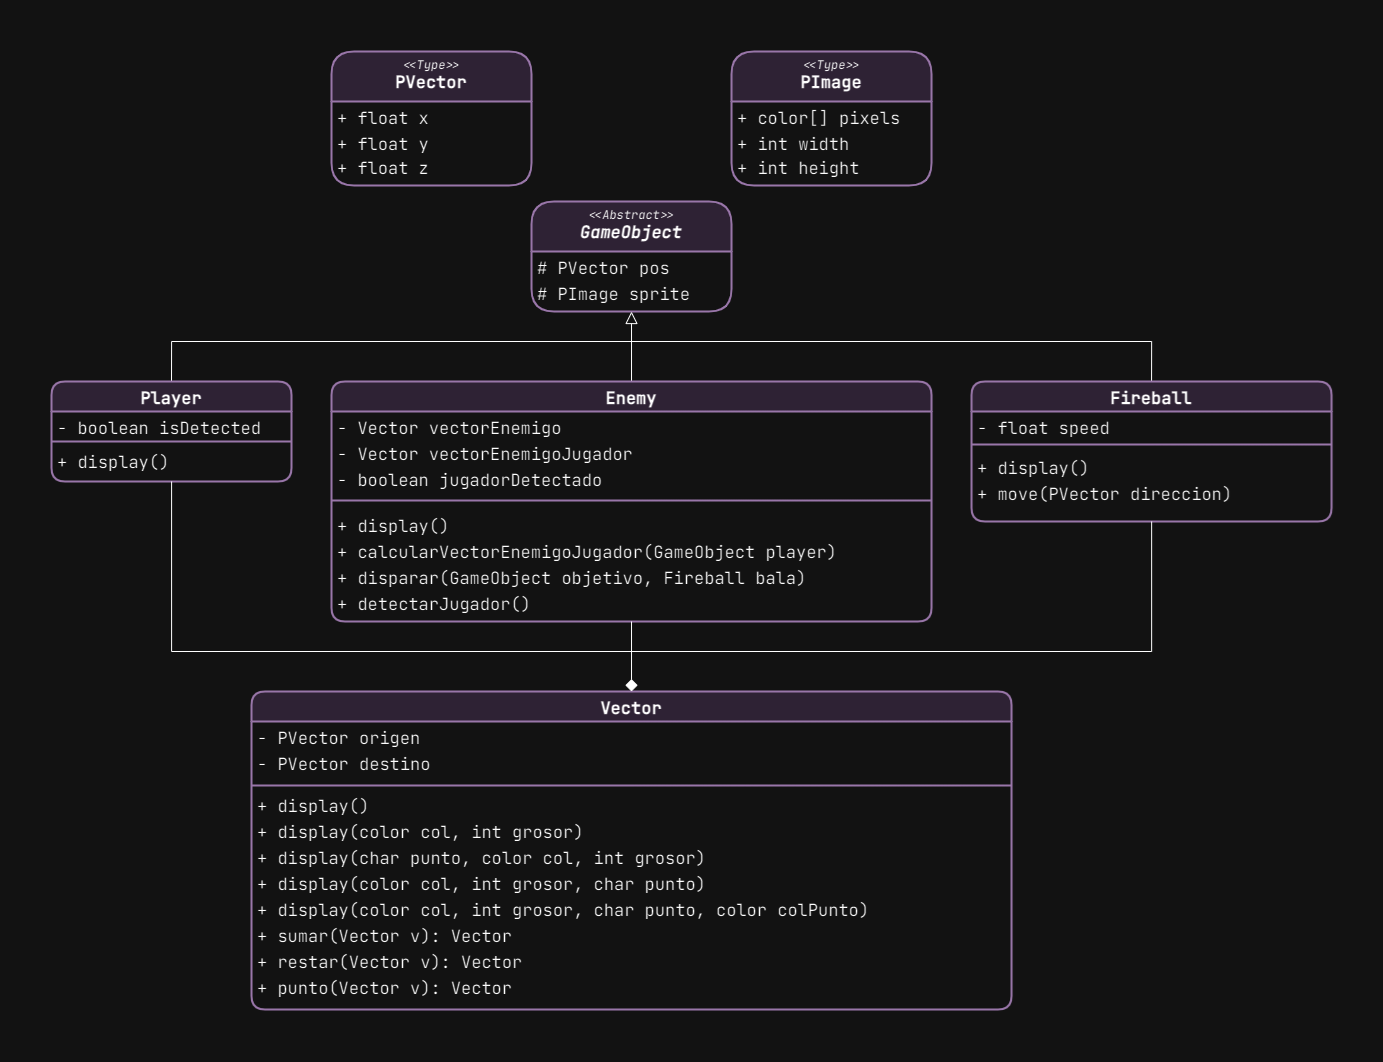 <<Type>>
PVector
+ float x
+ float y
+ float z
<<Type>>
PImage
+ color[] pixels
+ int width
+ int height
<<Abstract>>
GameObject
# PVector pos
# PImage sprite
Player
- boolean isDetected
+ display()
Enemy
- Vector vectorEnemigo
- Vector vectorEnemigoJugador
- boolean jugadorDetectado
+ display()
+ calcularVectorEnemigoJugador(GameObject player)
+ disparar(GameObject objetivo, Fireball bala)
+ detectarJugador()
Fireball
- float speed
+ display()
+ move(PVector direccion)
Vector
- PVector origen
- PVector destino
+ display()
+ display(color col, int grosor)
+ display(char punto, color col, int grosor)
+ display(color col, int grosor, char punto)
+ display(color col, int grosor, char punto, color colPunto)
+ sumar(Vector v): Vector
+ restar(Vector v): Vector
+ punto(Vector v): Vector